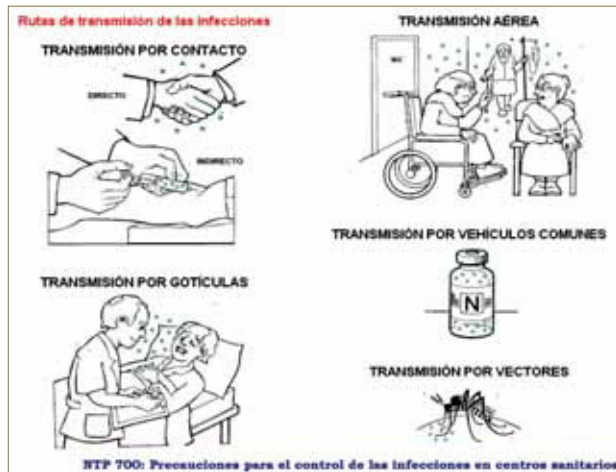 Rutas de transmisión de las infecciones
TRANSMISIÓN POR CONTACTO
DIRECTO
INDIRECTO
TRANSMISIÓN POR GOTÍCULAS
TRANSMISIÓN AÉREA
TRANSMISIÓN POR VEHÍCULOS COMUNES
N
TRANSMISIÓN POR VECTORES
NTP 700: Precauciones para el control de las infecciones en centros sanitarios